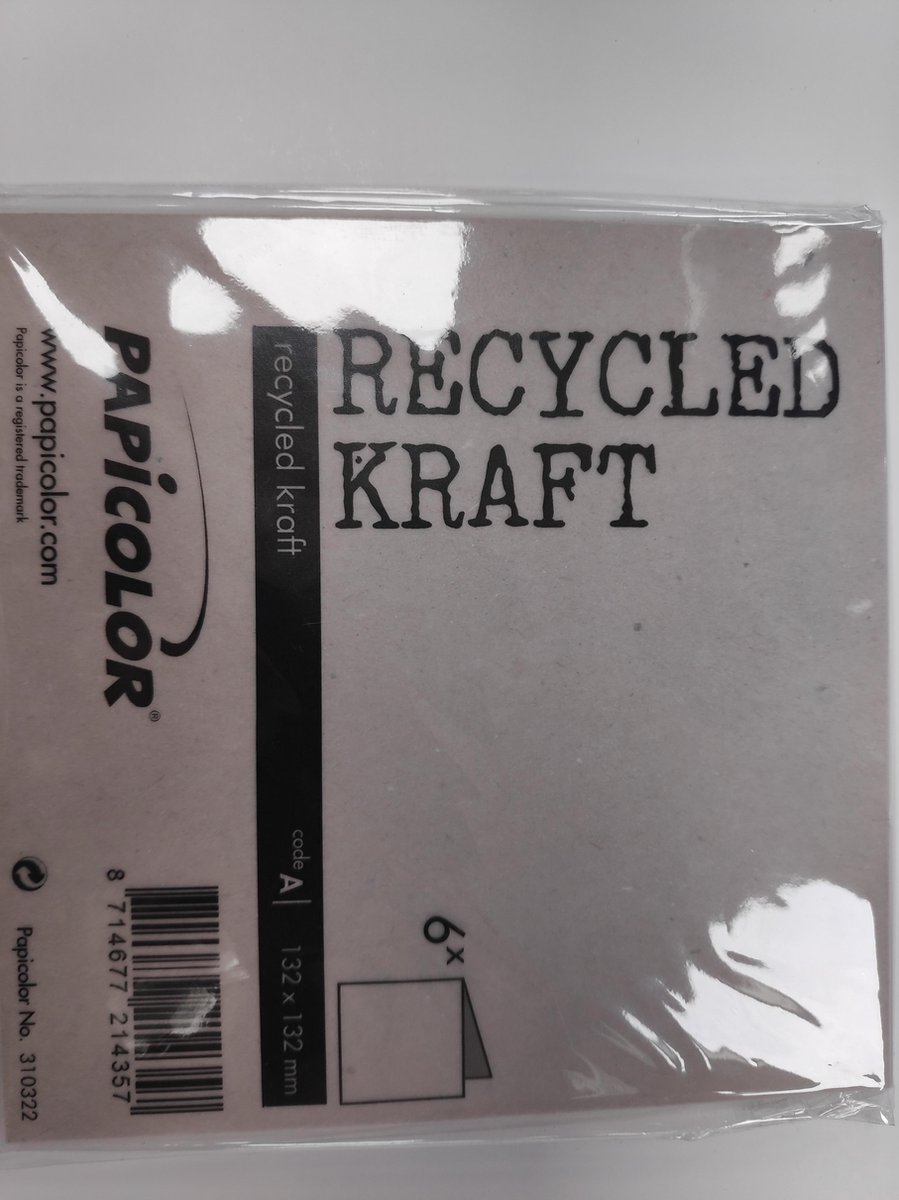 RECYCLED
KRAFT
6x
recycled kraft
code A| 132 x 132 mm
PAPiCOLOR®
8 714677 214357
www.papicolor.com
Papicolor is a registered trademark
Papicolor No. 310322